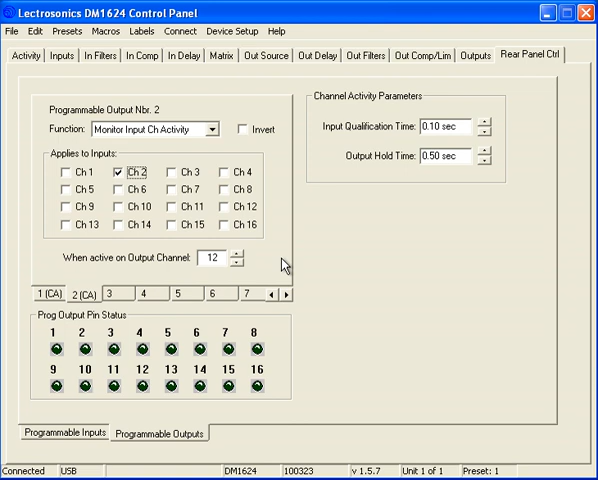 Lectrosonics DM1624 Control Panel
File Edit Presets Macros Labels Connect Device Setup Help
Activity Inputs In Filters In Comp In Delay Matrix Out Source Out Delay Out Filters Out Comp/Lim Outputs Rear Panel Ctrl
Programmable Output Nbr. 2
Function: Monitor Input Ch Activity Invert
Applies to Inputs:
Ch 1 Ch 2 Ch 3 Ch 4
Ch 5 Ch 6 Ch 7 Ch 8
Ch 9 Ch 10 Ch 11 Ch 12
Ch 13 Ch 14 Ch 15 Ch 16
When active on Output Channel: 12
1 (CA) 2 (CA) 3 4 5 6 7
Channel Activity Parameters
Input Qualification Time: 0.10 sec
Output Hold Time: 0.50 sec
Prog Output Pin Status
1 2 3 4 5 6 7 8
9 10 11 12 13 14 15 16
Programmable Inputs Programmable Outputs
Connected USB DM1624 100323 v 1.5.7 Unit 1 of 1 Preset: 1